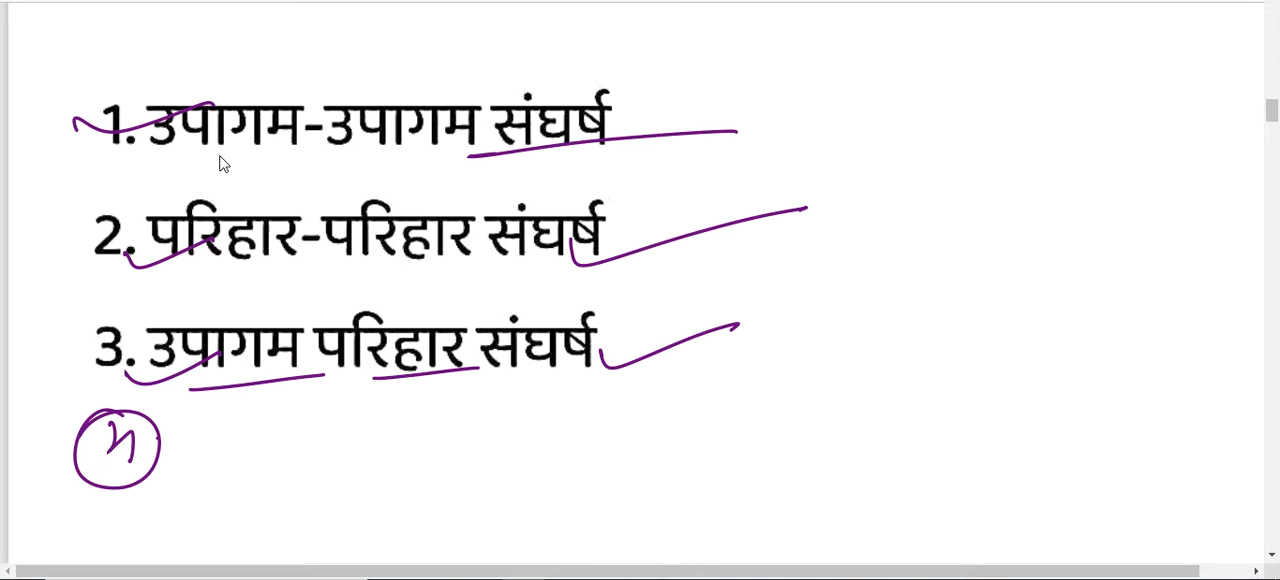 1. उपागम-उपागम संघर्ष
2. परिहार-परिहार संघर्ष
3. उपागम परिहार संघर्ष